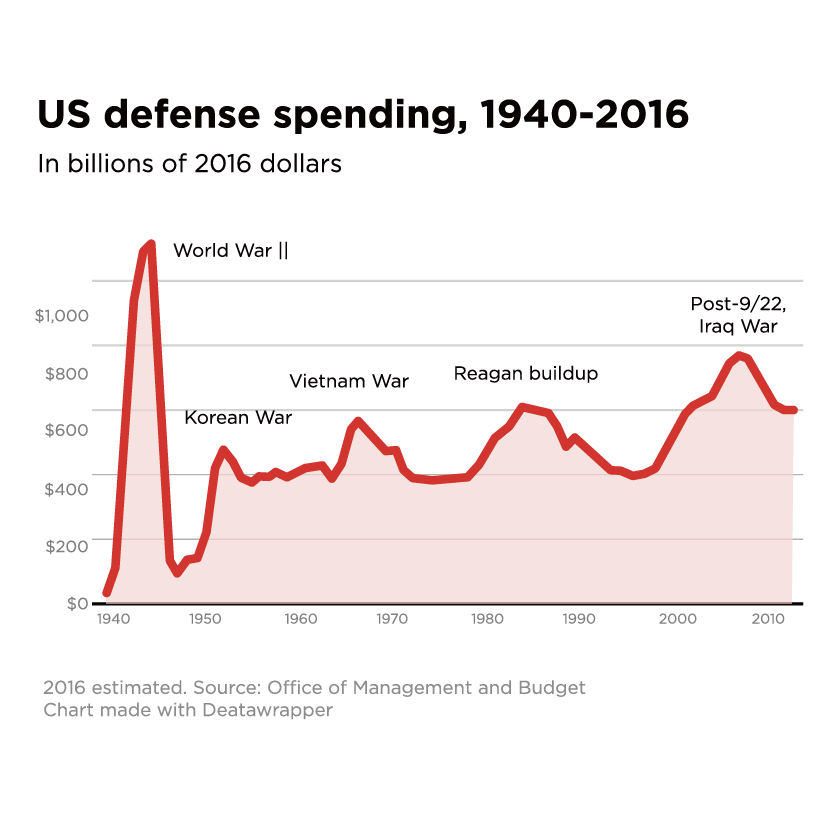 US defense spending, 1940-2016
In billions of 2016 dollars
World War ||
Post-9/22,
Iraq War
$1,000
Vietnam War
Reagan buildup
$800
Korean War
$600
$400
$200
$0
1940 1950 1960 1970 1980 1990 2000 2010
2016 estimated. Source: Office of Management and Budget
Chart made with Deatawrapper